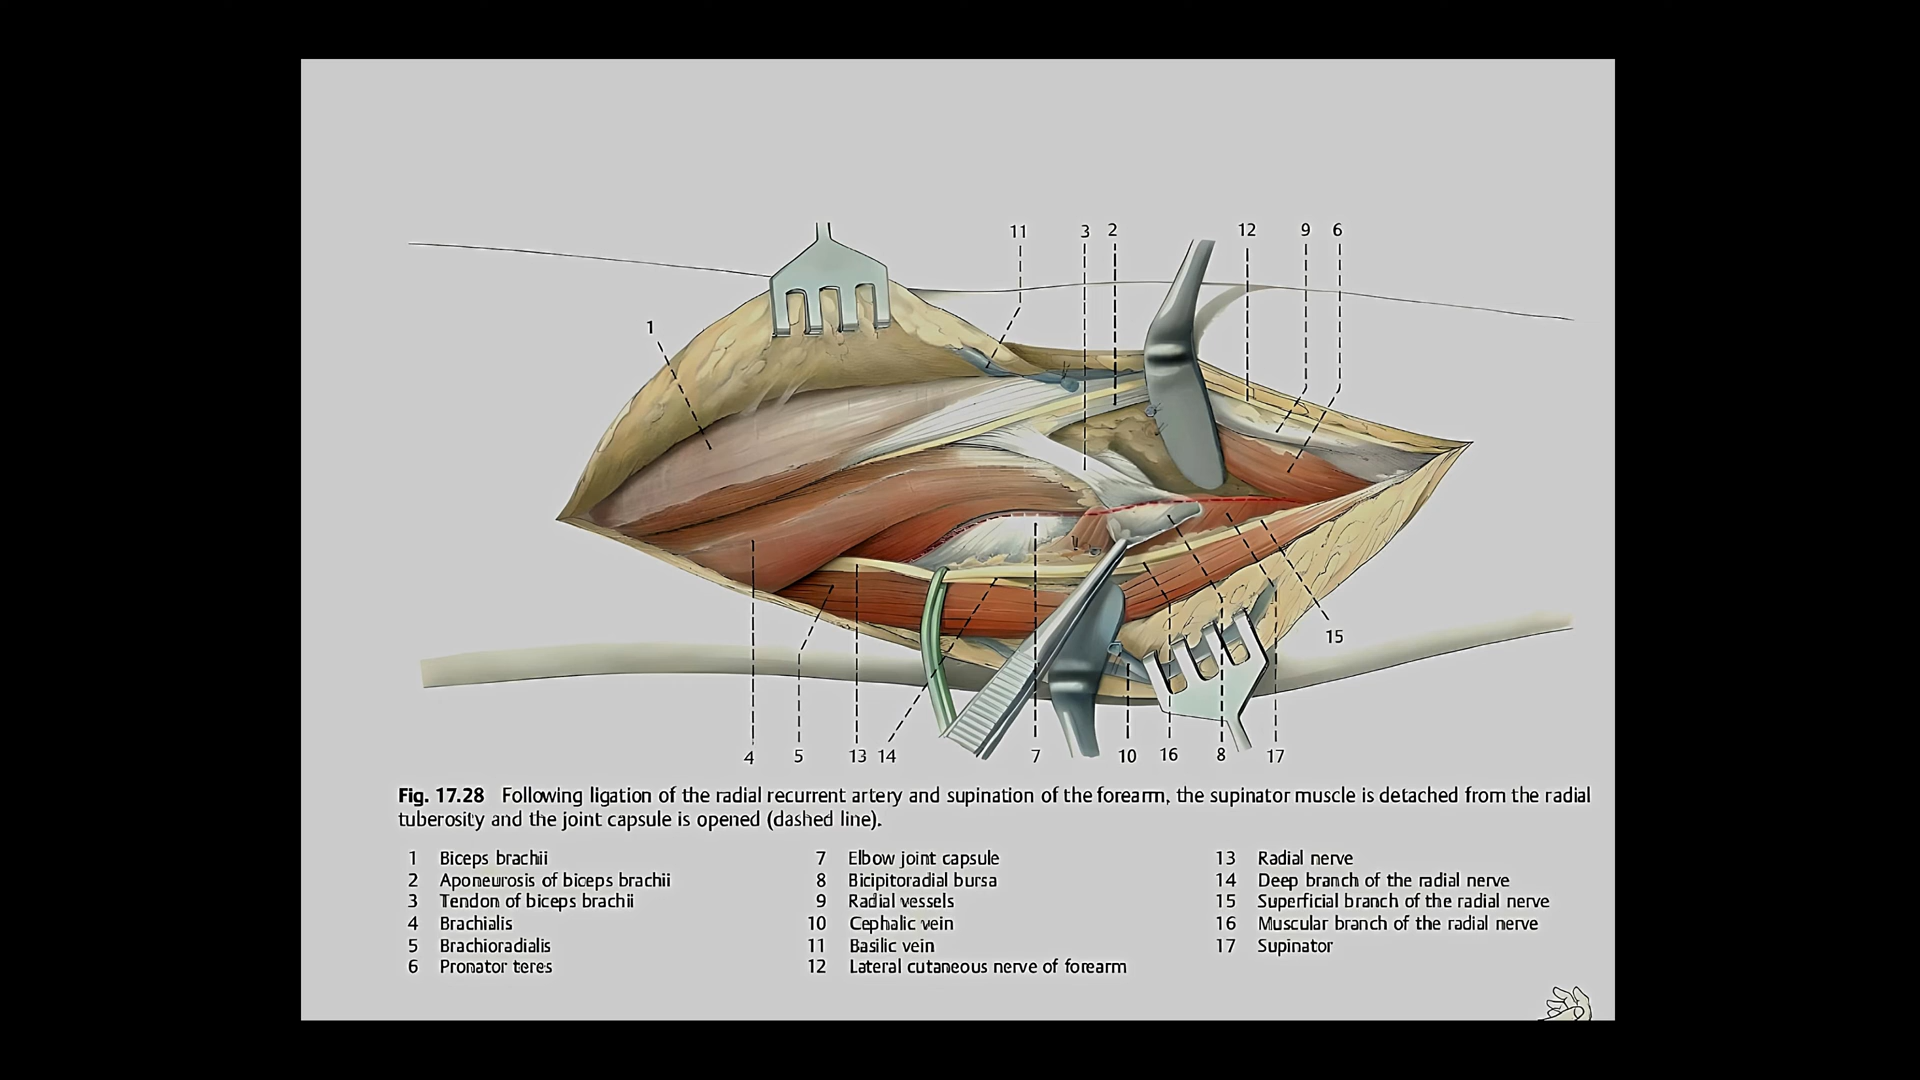 11 3 2 12 9 6
1
15
4 5 13 14 7 10 16 8 17
Fig. 17.28 Following ligation of the radial recurrent artery and supination of the forearm, the supinator muscle is detached from the radial
tuberosity and the joint capsule is opened (dashed line).
1 Biceps brachii
2 Aponeurosis of biceps brachii
3 Tendon of biceps brachii
4 Brachialis
5 Brachioradialis
6 Pronator teres
7 Elbow joint capsule
8 Bicipitoradial bursa
9 Radial vessels
10 Cephalic vein
11 Basilic vein
12 Lateral cutaneous nerve of forearm
13 Radial nerve
14 Deep branch of the radial nerve
15 Superficial branch of the radial nerve
16 Muscular branch of the radial nerve
17 Supinator